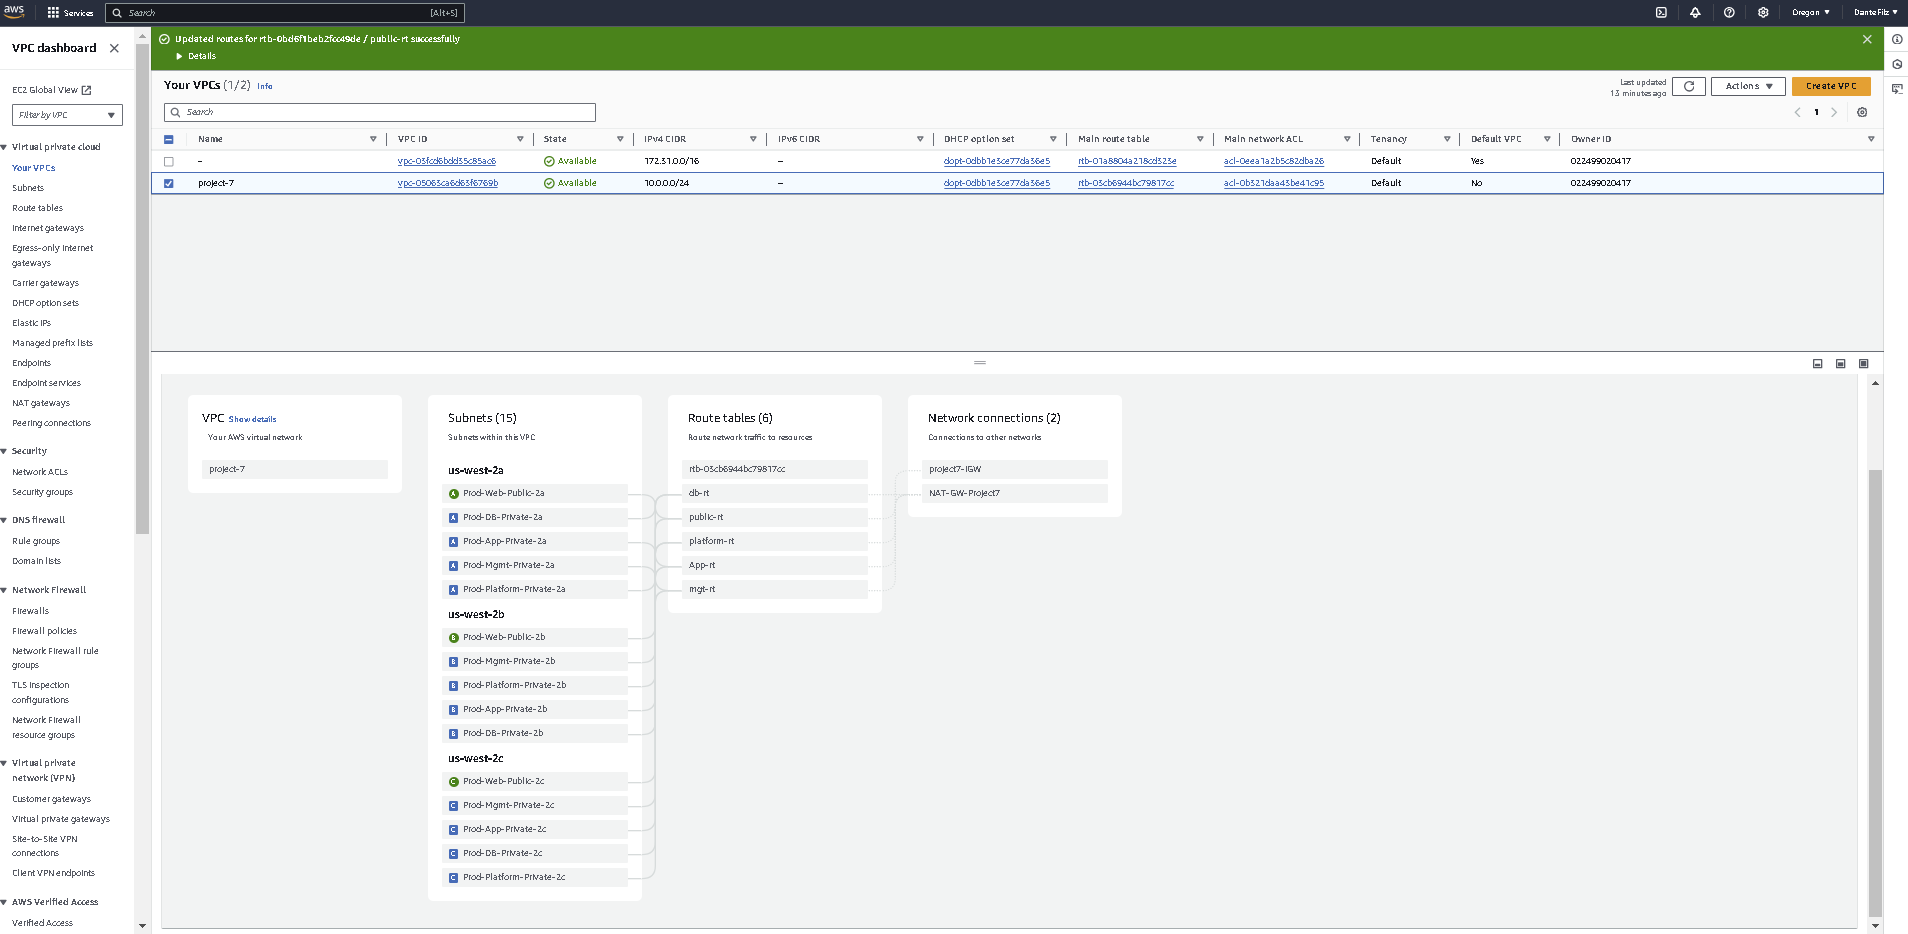 aws Services Search [Alt+S] Oregon ▼ DanteFilz ▼
VPC dashboard
EC2 Global View
Filter by VPC
Virtual private cloud
Your VPCs
Subnets
Route tables
Internet gateways
Egress-only internet
gateways
Carrier gateways
DHCP option sets
Elastic IPs
Managed prefix lists
Endpoints
Endpoint services
NAT gateways
Peering connections
Security
Network ACLs
Security groups
DNS firewall
Rule groups
Domain lists
Network Firewall
Firewalls
Firewall policies
Network Firewall rule
groups
TLS inspection
configurations
Network Firewall
resource groups
Virtual private
network (VPN)
Customer gateways
Virtual private gateways
Site-to-Site VPN
connections
Client VPN endpoints
AWS Verified Access
Verified Access
Updated routes for rtb-0bd6f1beb2fcc49de / public-rt successfully
Details
Your VPCs (1/2) Info
Last updated
13 minutes ago
Actions
Create VPC
Search
1
Name VPC ID State IPv4 CIDR IPv6 CIDR DHCP option set Main route table Main network ACL Tenancy Default VPC Owner ID
– vpc-03fcd6bdd35c85ac6 Available 172.31.0.0/16 – dopt-0dbb1e3ce77da36e5 rtb-01a8804a218cd323e acl-0eea1a2b5c82dba26 Default Yes 022499020417
project-7 vpc-05063ca6d63f6769b Available 10.0.0.0/24 – dopt-0dbb1e3ce77da36e5 rtb-03cb6944bc79817cc acl-0b321daa43be41c95 Default No 022499020417
VPC Show details
Your AWS virtual network
project-7
Subnets (15)
Subnets within this VPC
us-west-2a
A Prod-Web-Public-2a
A Prod-DB-Private-2a
A Prod-App-Private-2a
A Prod-Mgmt-Private-2a
A Prod-Platform-Private-2a
us-west-2b
B Prod-Web-Public-2b
B Prod-Mgmt-Private-2b
B Prod-Platform-Private-2b
B Prod-App-Private-2b
B Prod-DB-Private-2b
us-west-2c
C Prod-Web-Public-2c
C Prod-Mgmt-Private-2c
C Prod-App-Private-2c
C Prod-DB-Private-2c
C Prod-Platform-Private-2c
Route tables (6)
Route network traffic to resources
rtb-03cb6944bc79817cc
db-rt
public-rt
platform-rt
App-rt
mgt-rt
Network connections (2)
Connections to other networks
project7-IGW
NAT-GW-Project7